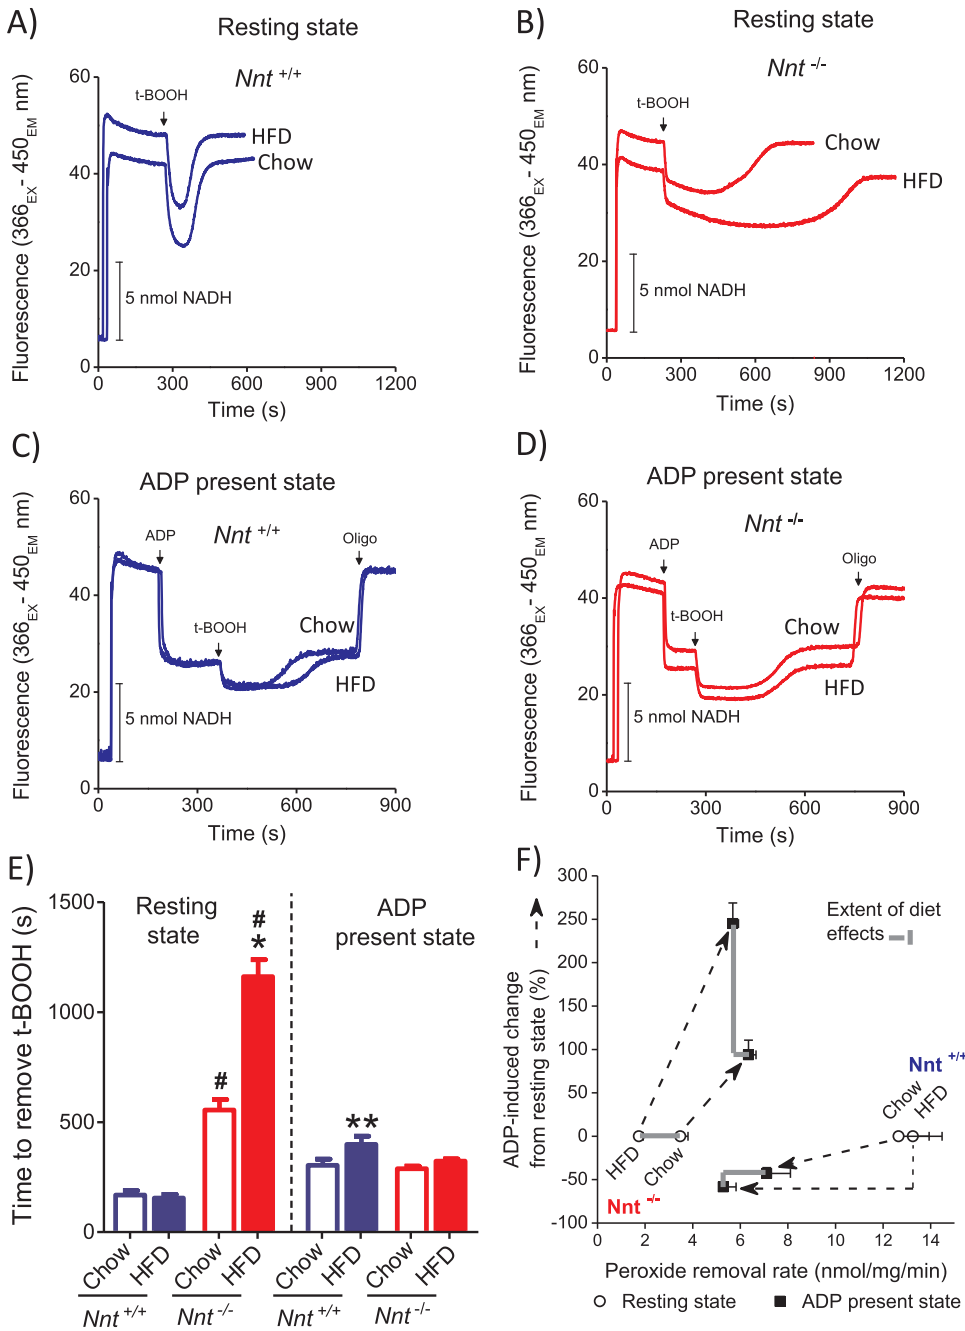 A)
Resting state
Nnt +/+
t-BOOH
HFD
Chow
5 nmol NADH
Fluorescence (366EX- 450EM nm)
60
40
20
0
0 300 600 900 1200
Time (s)
B)
Resting state
Nnt -/-
t-BOOH
Chow
HFD
5 nmol NADH
Fluorescence (366EX- 450EM nm)
60
40
20
0
0 300 600 900 1200
Time (s)
C)
ADP present state
Nnt +/+
ADP
t-BOOH
Oligo
Chow
HFD
5 nmol NADH
Fluorescence (366EX- 450EM nm)
60
40
20
0
0 300 600 900
Time (s)
D)
ADP present state
Nnt -/-
ADP
t-BOOH
Oligo
Chow
HFD
5 nmol NADH
Fluorescence (366EX- 450EM nm)
60
40
20
0
0 300 600 900
Time (s)
E)
Time to remove t-BOOH (s)
1500
1000
500
0
Resting
state
ADP
present state
#
#
*
**
Chow HFD Chow HFD Chow HFD Chow HFD
Nnt +/+ Nnt -/- Nnt +/+ Nnt -/-
F)
ADP-induced change
from resting state (%)
300
250
200
150
100
50
0
-50
-100
Extent of diet
effects
Nnt +/+
Chow
HFD
HFD
Chow
Nnt -/-
0 2 4 6 8 10 12 14
Peroxide removal rate (nmol/mg/min)
Resting state
ADP present state